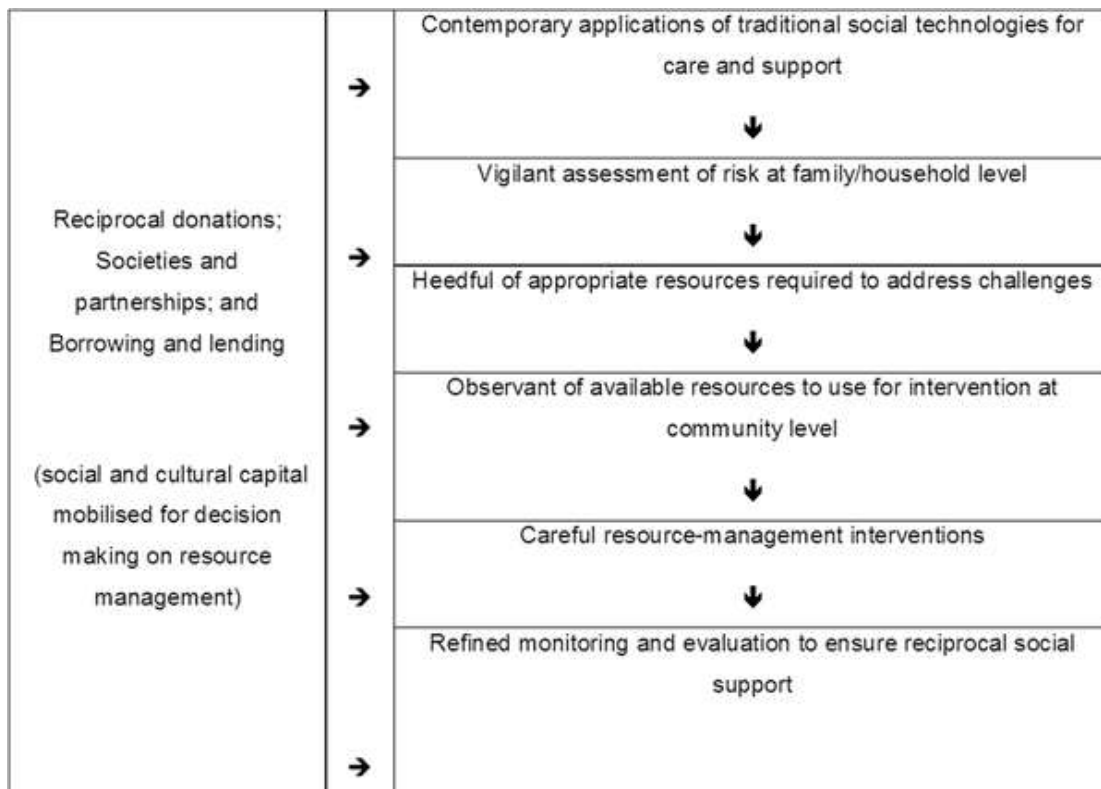 Reciprocal donations;
Societies and
partnerships; and
Borrowing and lending
(social and cultural capital
mobilised for decision
making on resource
management)
Contemporary applications of traditional social technologies for
care and support
Vigilant assessment of risk at family/household level
Heedful of appropriate resources required to address challenges
Observant of available resources to use for intervention at
community level
Careful resource-management interventions
Refined monitoring and evaluation to ensure reciprocal social
support